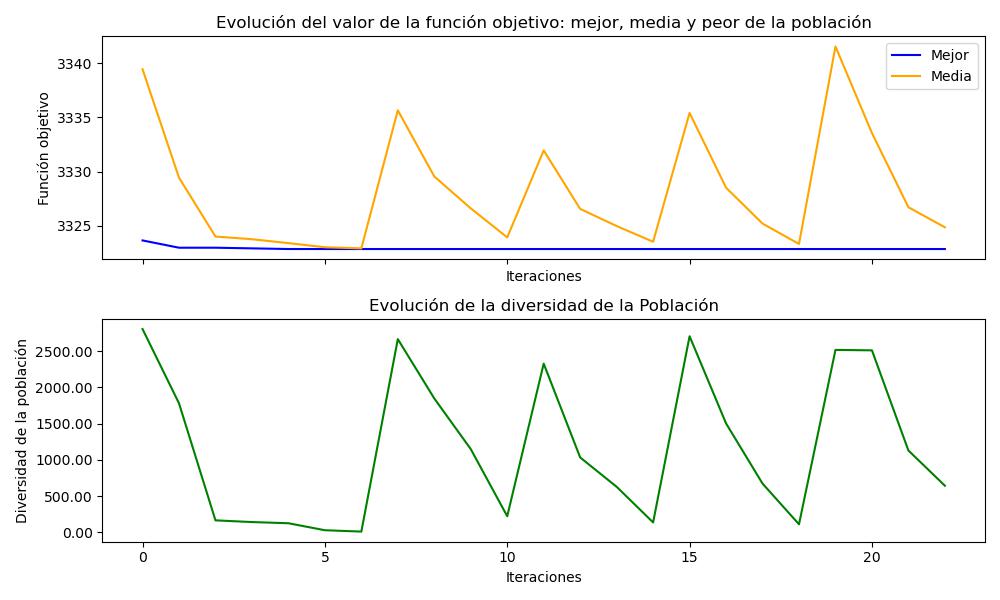 Evolución del valor de la función objetivo: mejor, media y peor de la población
Función objetivo
3340
3335
3330
3325
Mejor
Media
Iteraciones
Evolución de la diversidad de la Población
Diversidad de la población
2500.00
2000.00
1500.00
1000.00
500.00
0.00
0 5 10 15 20
Iteraciones